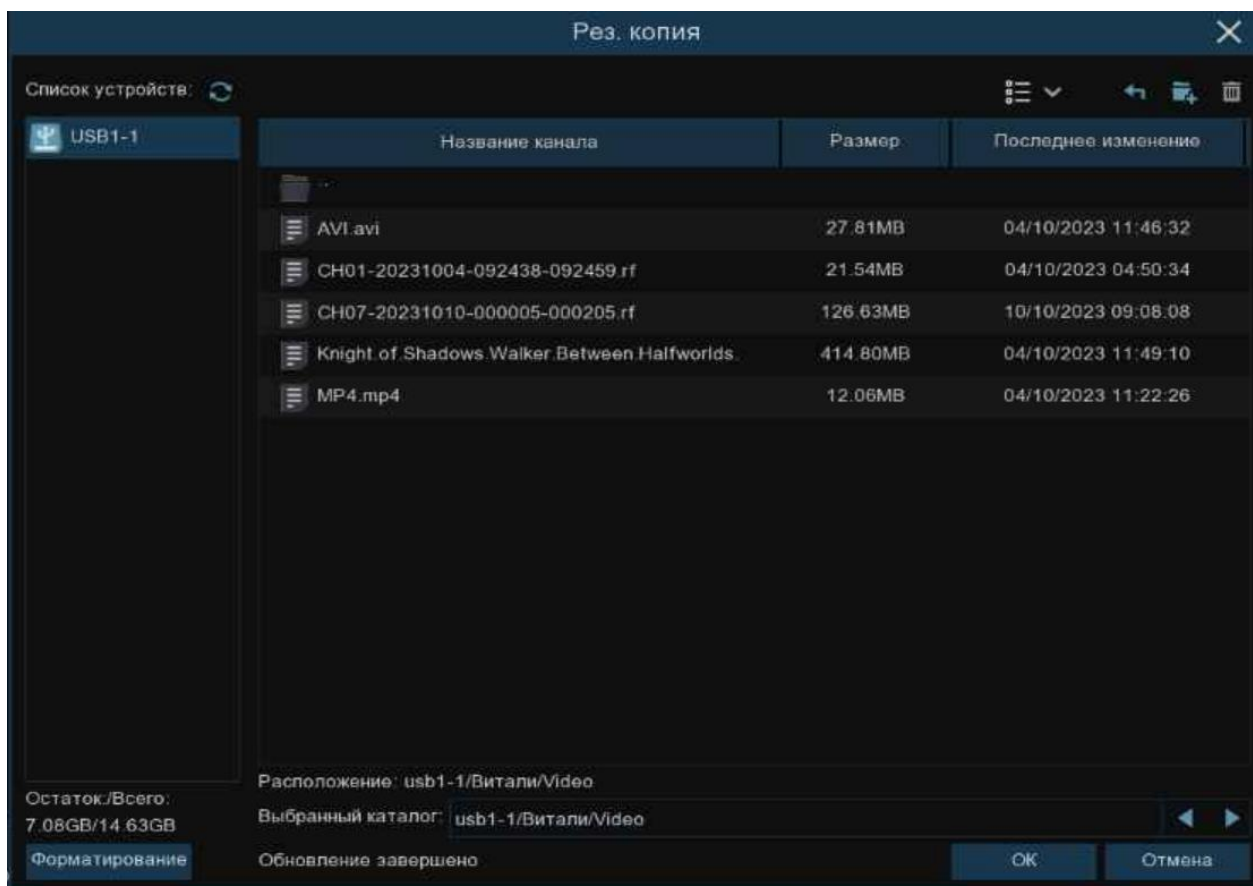 Рез. копия
Список устройств:
USB1-1
Название канала Размер Последнее изменение
..
AVI.avi 27.81MB 04/10/2023 11:46:32
CH01-20231004-092438-092459.rf 21.54MB 04/10/2023 04:50:34
CH07-20231010-000005-000205.rf 126.63MB 10/10/2023 09:08:08
Knight.of.Shadows.Walker.Between.Halfworlds. 414.80MB 04/10/2023 11:49:10
MP4.mp4 12.06MB 04/10/2023 11:22:26
Расположение: usb1-1/Витали/Video
Остаток:/Всего:
7.08GB/14.63GB
Выбранный каталог: usb1-1/Витали/Video
Форматирование Обновление завершено OK Отмена